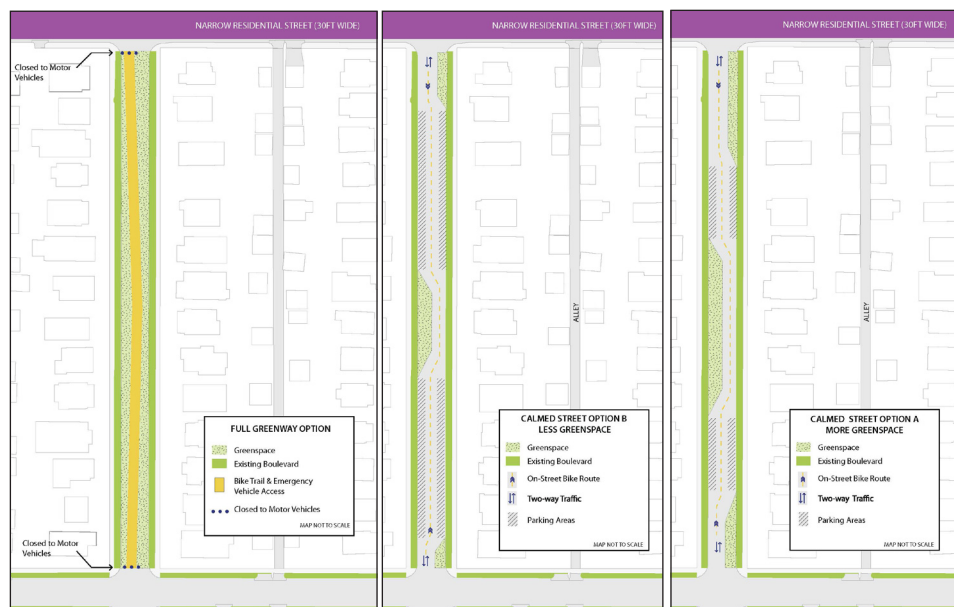 NARROW RESIDENTIAL STREET (30FT WIDE)
Closed to Motor
Vehicles
FULL GREENWAY OPTION
Greenspace
Existing Boulevard
Bike Trail & Emergency
Vehicle Access
Closed to Motor Vehicles
MAP NOT TO SCALE
Closed to Motor
Vehicles
NARROW RESIDENTIAL STREET (30FT WIDE)
ALLEY
CALMED STREET OPTION B
LESS GREENSPACE
Greenspace
Existing Boulevard
On-Street Bike Route
Two-way Traffic
Parking Areas
MAP NOT TO SCALE
NARROW RESIDENTIAL STREET (30FT WIDE)
ALLEY
CALMED STREET OPTION A
MORE GREENSPACE
Greenspace
Existing Boulevard
On-Street Bike Route
Two-way Traffic
Parking Areas
MAP NOT TO SCALE